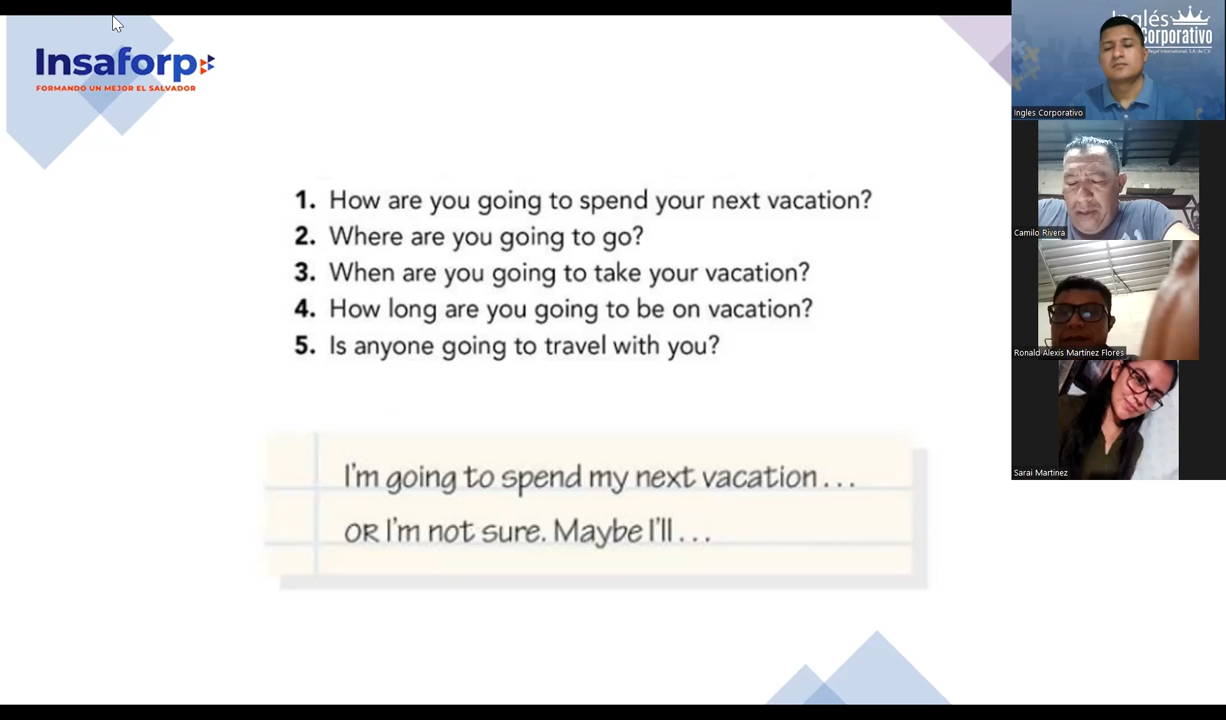 Insaforp
FORMANDO UN MEJOR EL SALVADOR
1. How are you going to spend your next vacation?
2. Where are you going to go?
3. When are you going to take your vacation?
4. How long are you going to be on vacation?
5. Is anyone going to travel with you?
I'm going to spend my next vacation...
OR I'm not sure. Maybe I'll...
Inglés
Corporativo
Ingles Corporativo
Camilo Rivera
Ronald Alexis Martínez Flores
Sarai Martinez